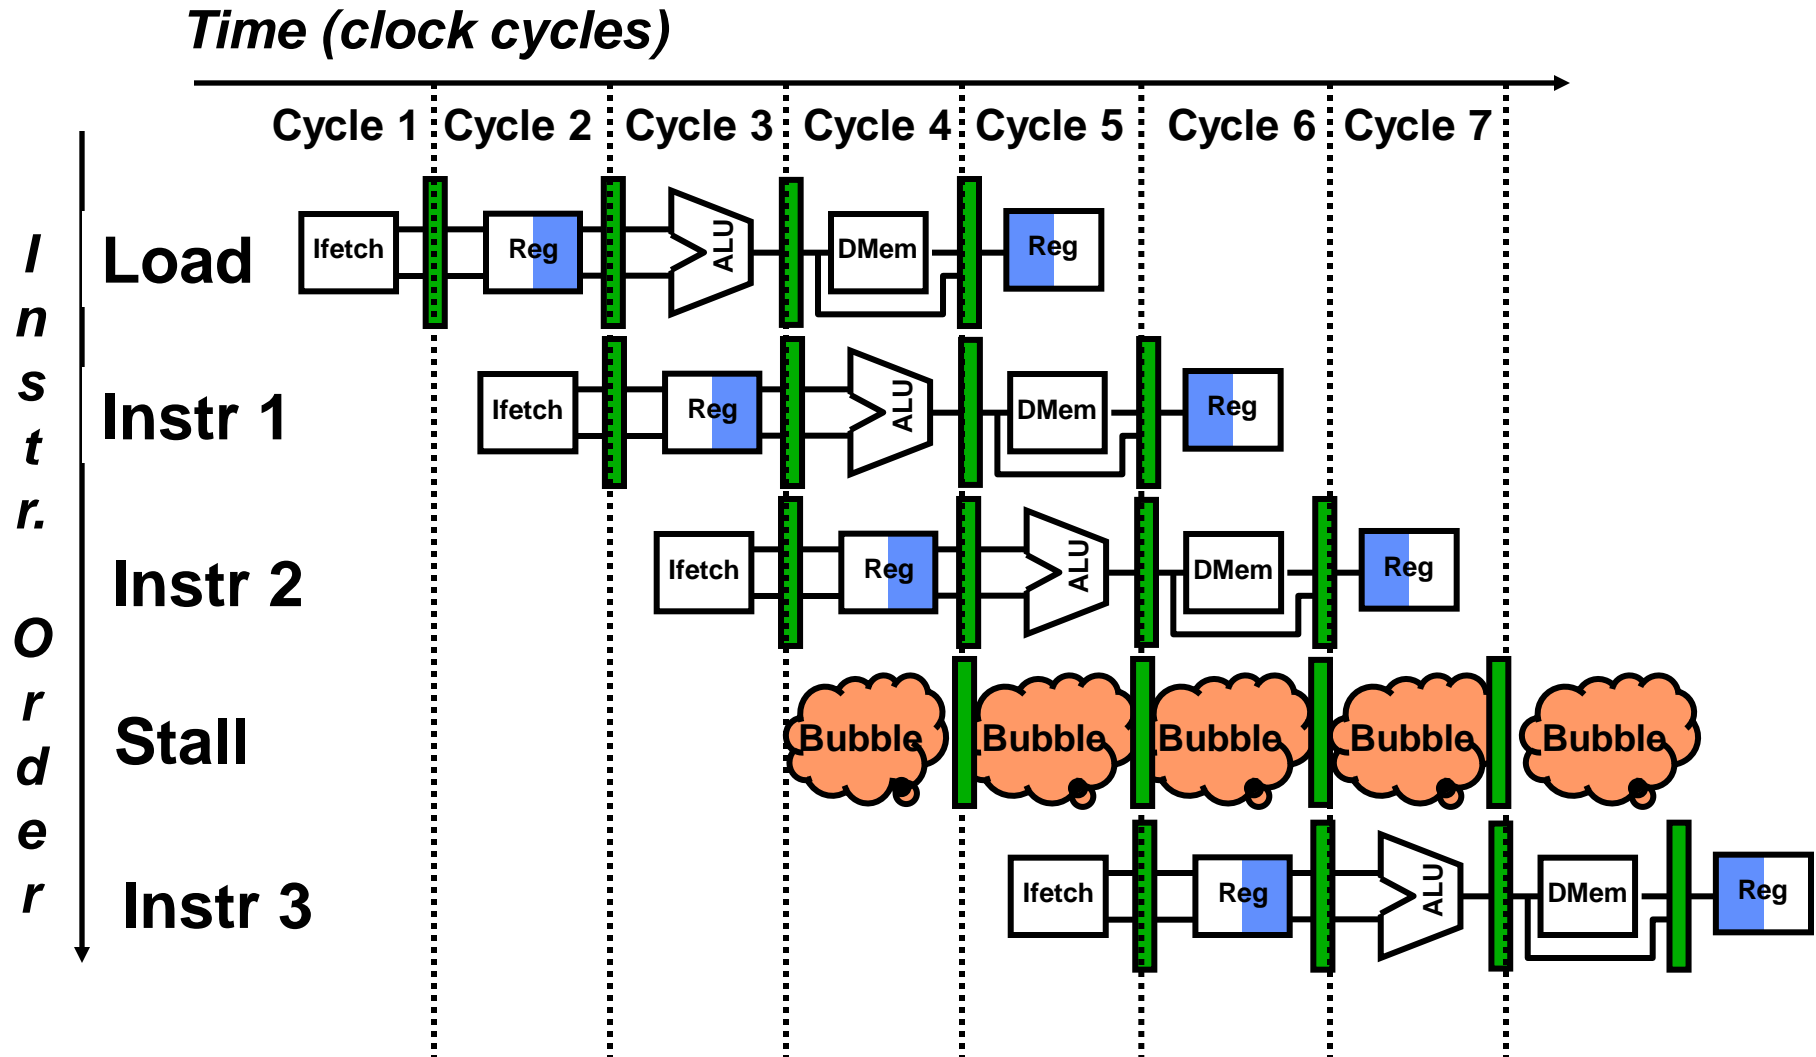 Time (clock cycles)
Cycle 1 Cycle 2 Cycle 3 Cycle 4 Cycle 5 Cycle 6 Cycle 7
Instr. Order
Load Ifetch Reg ALU DMem Reg
Instr 1 Ifetch Reg ALU DMem Reg
Instr 2 Ifetch Reg ALU DMem Reg
Stall Bubble Bubble Bubble Bubble Bubble
Instr 3 Ifetch Reg ALU DMem Reg